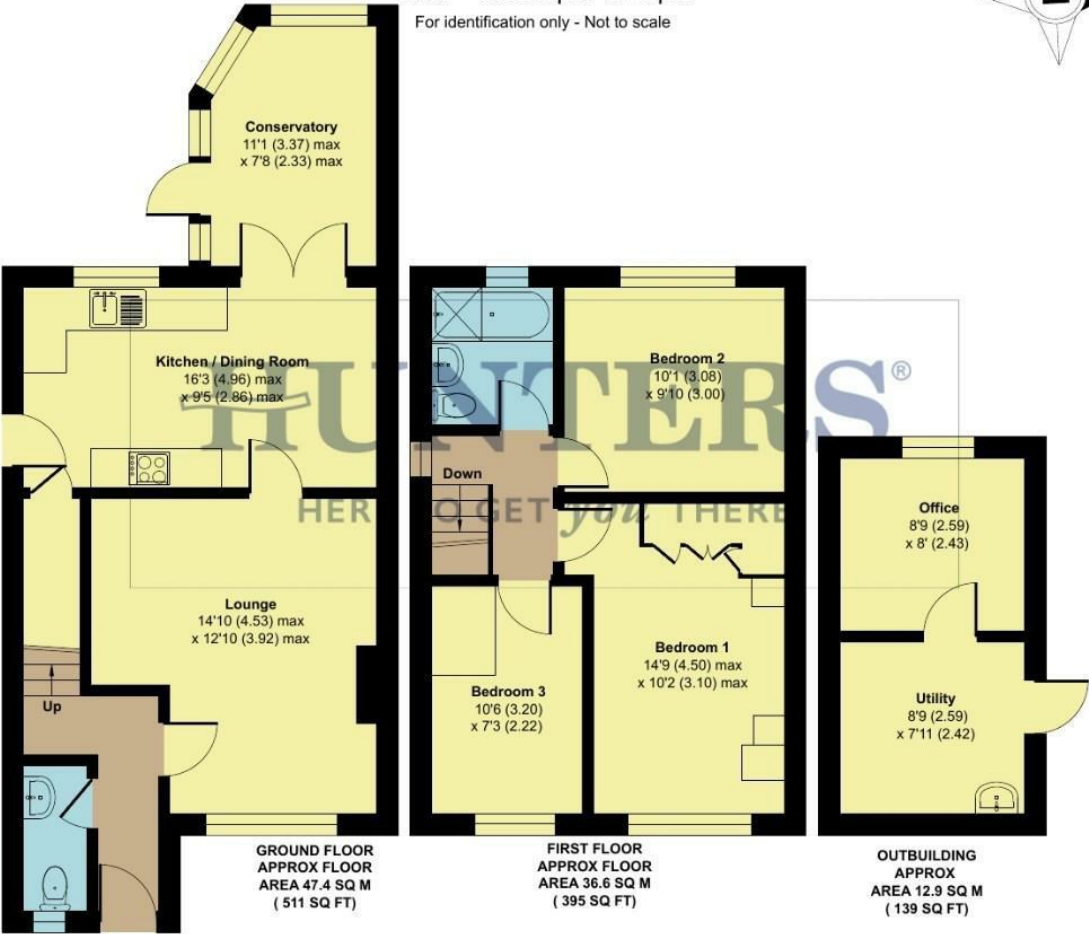 For identification only - Not to scale
Conservatory
11'1 (3.37) max
x 7'8 (2.33) max
Kitchen / Dining Room
16'3 (4.96) max
x 9'5 (2.86) max
Lounge
14'10 (4.53) max
x 12'10 (3.92) max
Up
GROUND FLOOR
APPROX FLOOR
AREA 47.4 SQ M
( 511 SQ FT)
Bedroom 2
10'1 (3.08)
x 9'10 (3.00)
Down
Bedroom 1
14'9 (4.50) max
x 10'2 (3.10) max
Bedroom 3
10'6 (3.20)
x 7'3 (2.22)
FIRST FLOOR
APPROX FLOOR
AREA 36.6 SQ M
( 395 SQ FT)
Office
8'9 (2.59)
x 8' (2.43)
Utility
8'9 (2.59)
x 7'11 (2.42)
OUTBUILDING
APPROX
AREA 12.9 SQ M
( 139 SQ FT)
HUNTERS®
HERE TO GET you THERE